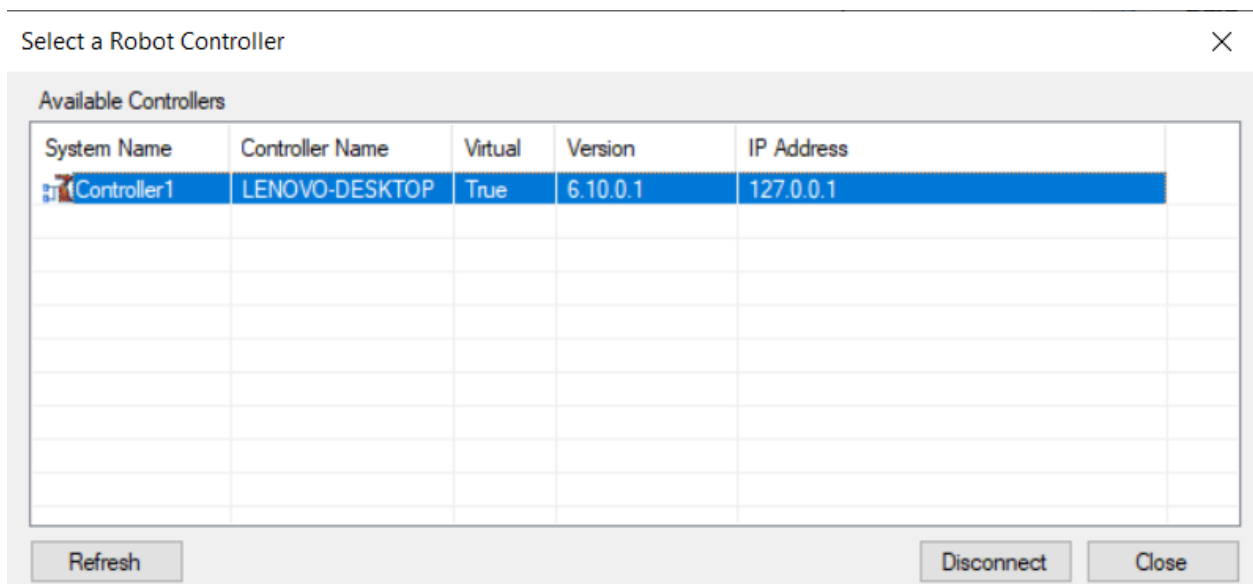 Select a Robot Controller
Available Controllers
System Name Controller Name Virtual Version IP Address
Controller1 LENOVO-DESKTOP True 6.10.0.1 127.0.0.1
Refresh Disconnect Close